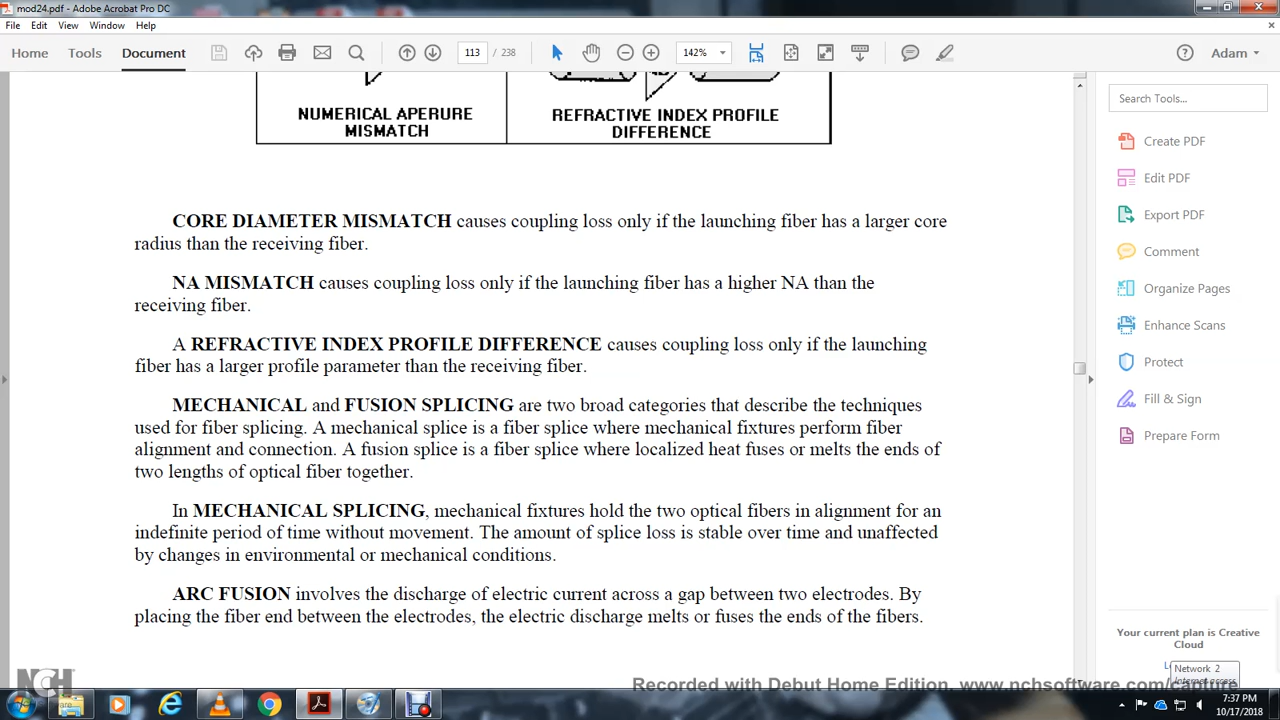 mod24.pdf - Adobe Acrobat Pro DC
File Edit View Window Help
Home Tools Document 113 / 238 142% Adam
NUMERICAL APERURE
MISMATCH
REFRACTIVE INDEX PROFILE
DIFFERENCE
CORE DIAMETER MISMATCH causes coupling loss only if the launching fiber has a larger core
radius than the receiving fiber.
NA MISMATCH causes coupling loss only if the launching fiber has a higher NA than the
receiving fiber.
A REFRACTIVE INDEX PROFILE DIFFERENCE causes coupling loss only if the launching
fiber has a larger profile parameter than the receiving fiber.
MECHANICAL and FUSION SPLICING are two broad categories that describe the techniques
used for fiber splicing. A mechanical splice is a fiber splice where mechanical fixtures perform fiber
alignment and connection. A fusion splice is a fiber splice where localized heat fuses or melts the ends of
two lengths of optical fiber together.
In MECHANICAL SPLICING, mechanical fixtures hold the two optical fibers in alignment for an
indefinite period of time without movement. The amount of splice loss is stable over time and unaffected
by changes in environmental or mechanical conditions.
ARC FUSION involves the discharge of electric current across a gap between two electrodes. By
placing the fiber end between the electrodes, the electric discharge melts or fuses the ends of the fibers.
Search Tools...
Create PDF
Edit PDF
Export PDF
Comment
Organize Pages
Enhance Scans
Protect
Fill & Sign
Prepare Form
Your current plan is Creative
Cloud
Network 2
Internet access
NCH
Recorded with Debut Home Edition. www.nchsoftware.com/capture
7:37 PM
10/17/2018